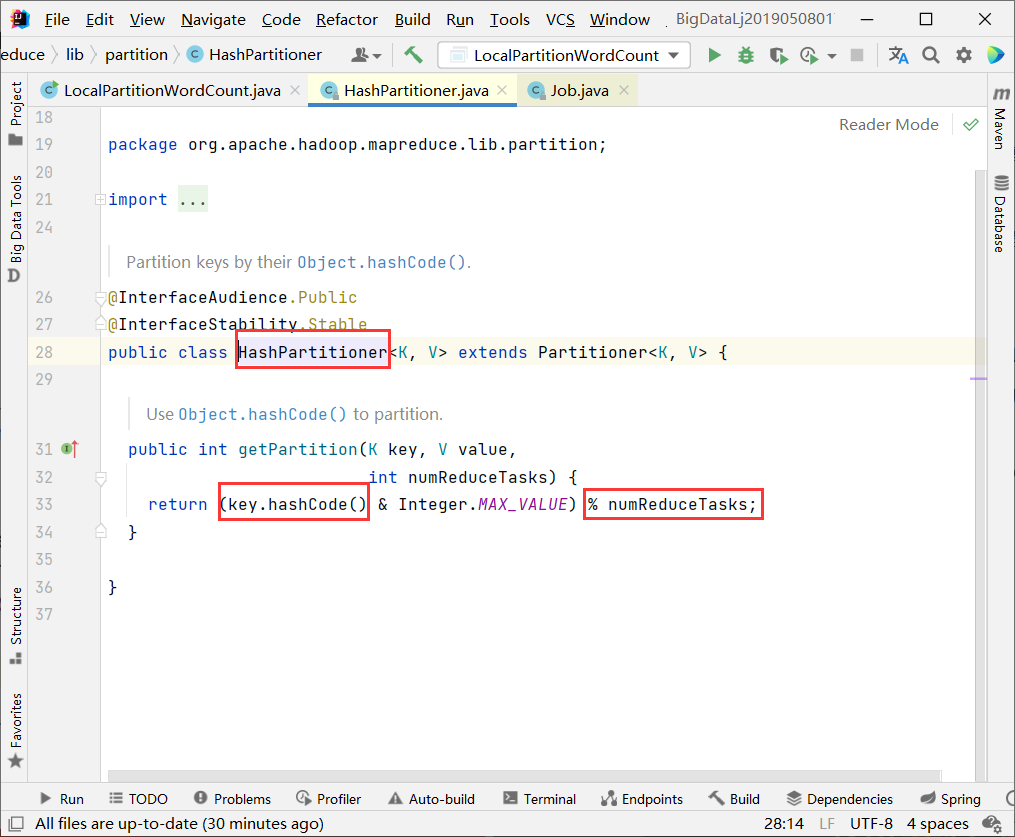 File Edit View Navigate Code Refactor Build Run Tools VCS Window BigDataLj2019050801
educe lib partition HashPartitioner LocalPartitionWordCount
LocalPartitionWordCount.java HashPartitioner.java Job.java
Project
Big Data Tools
Structure
Favorites
Maven
Database
Reader Mode
18
19 package org.apache.hadoop.mapreduce.lib.partition;
20
21 import ...
24
Partition keys by their Object.hashCode().
26 @InterfaceAudience.Public
27 @InterfaceStability.Stable
28 public class HashPartitioner<K, V> extends Partitioner<K, V> {
29
Use Object.hashCode() to partition.
31 public int getPartition(K key, V value,
32 int numReduceTasks) {
33 return (key.hashCode() & Integer.MAX_VALUE) % numReduceTasks;
34 }
35
36 }
37
Run TODO Problems Profiler Auto-build Terminal Endpoints Build Dependencies Spring
All files are up-to-date (30 minutes ago) 28:14 LF UTF-8 4 spaces